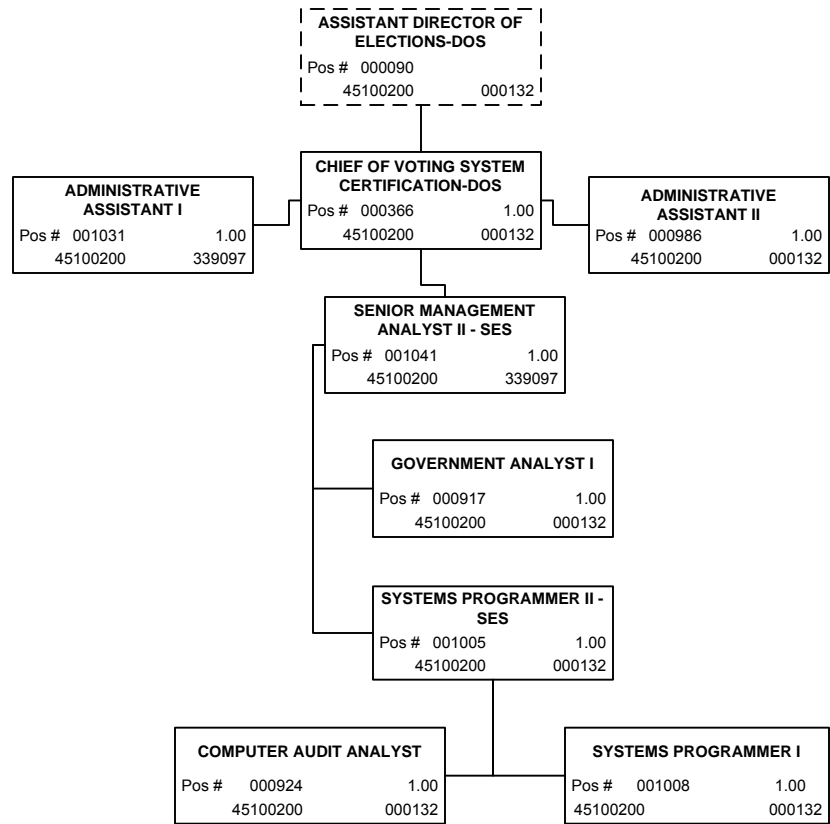 ASSISTANT DIRECTOR OF
ELECTIONS-DOS
Pos # 000090
45100200 000132
CHIEF OF VOTING SYSTEM
CERTIFICATION-DOS
Pos # 000366 1.00
45100200 000132
ADMINISTRATIVE
ASSISTANT I
Pos # 001031 1.00
45100200 339097
ADMINISTRATIVE
ASSISTANT II
Pos # 000986 1.00
45100200 000132
SENIOR MANAGEMENT
ANALYST II - SES
Pos # 001041 1.00
45100200 339097
GOVERNMENT ANALYST I
Pos # 000917 1.00
45100200 000132
SYSTEMS PROGRAMMER II -
SES
Pos # 001005 1.00
45100200 000132
COMPUTER AUDIT ANALYST
Pos # 000924 1.00
45100200 000132
SYSTEMS PROGRAMMER I
Pos # 001008 1.00
45100200 000132